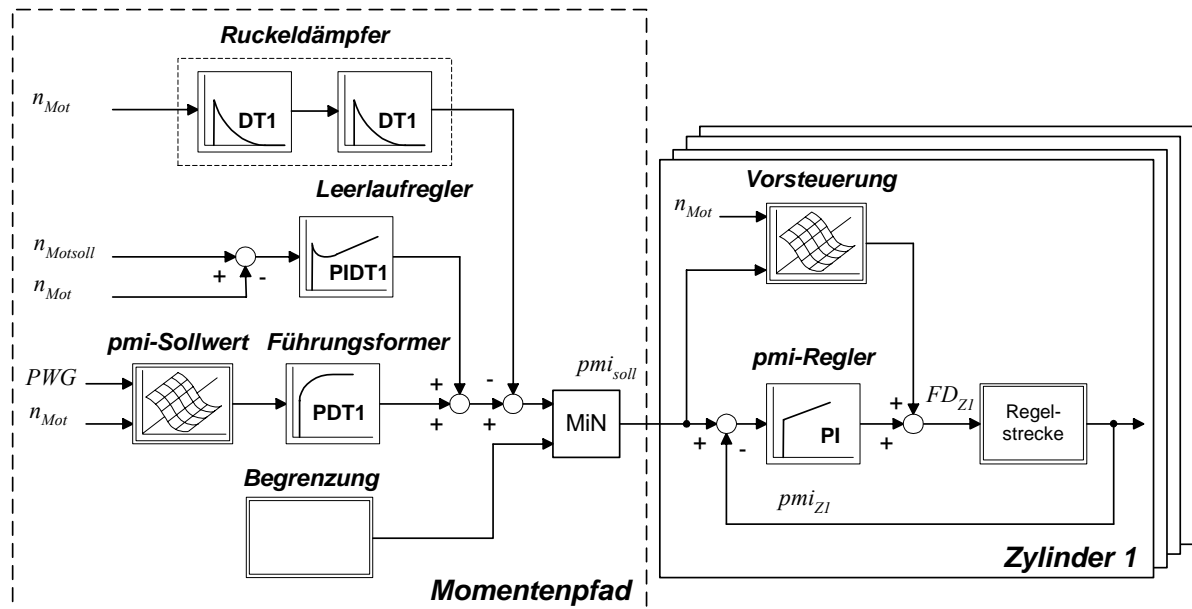 Ruckeldämpfer
n_Mot
DT1
DT1
Leerlaufregler
n_Motsoll
+
-
n_Mot
PIDT1
pmi-Sollwert
Führungsformer
PWG
n_Mot
PDT1
+
+
-
+
pmi_soll
MiN
Begrenzung
Momentenpfad
Vorsteuerung
n_Mot
pmi-Regler
+
-
PI
+
+
FD_Z1
Regel-
strecke
pmi_Z1
Zylinder 1